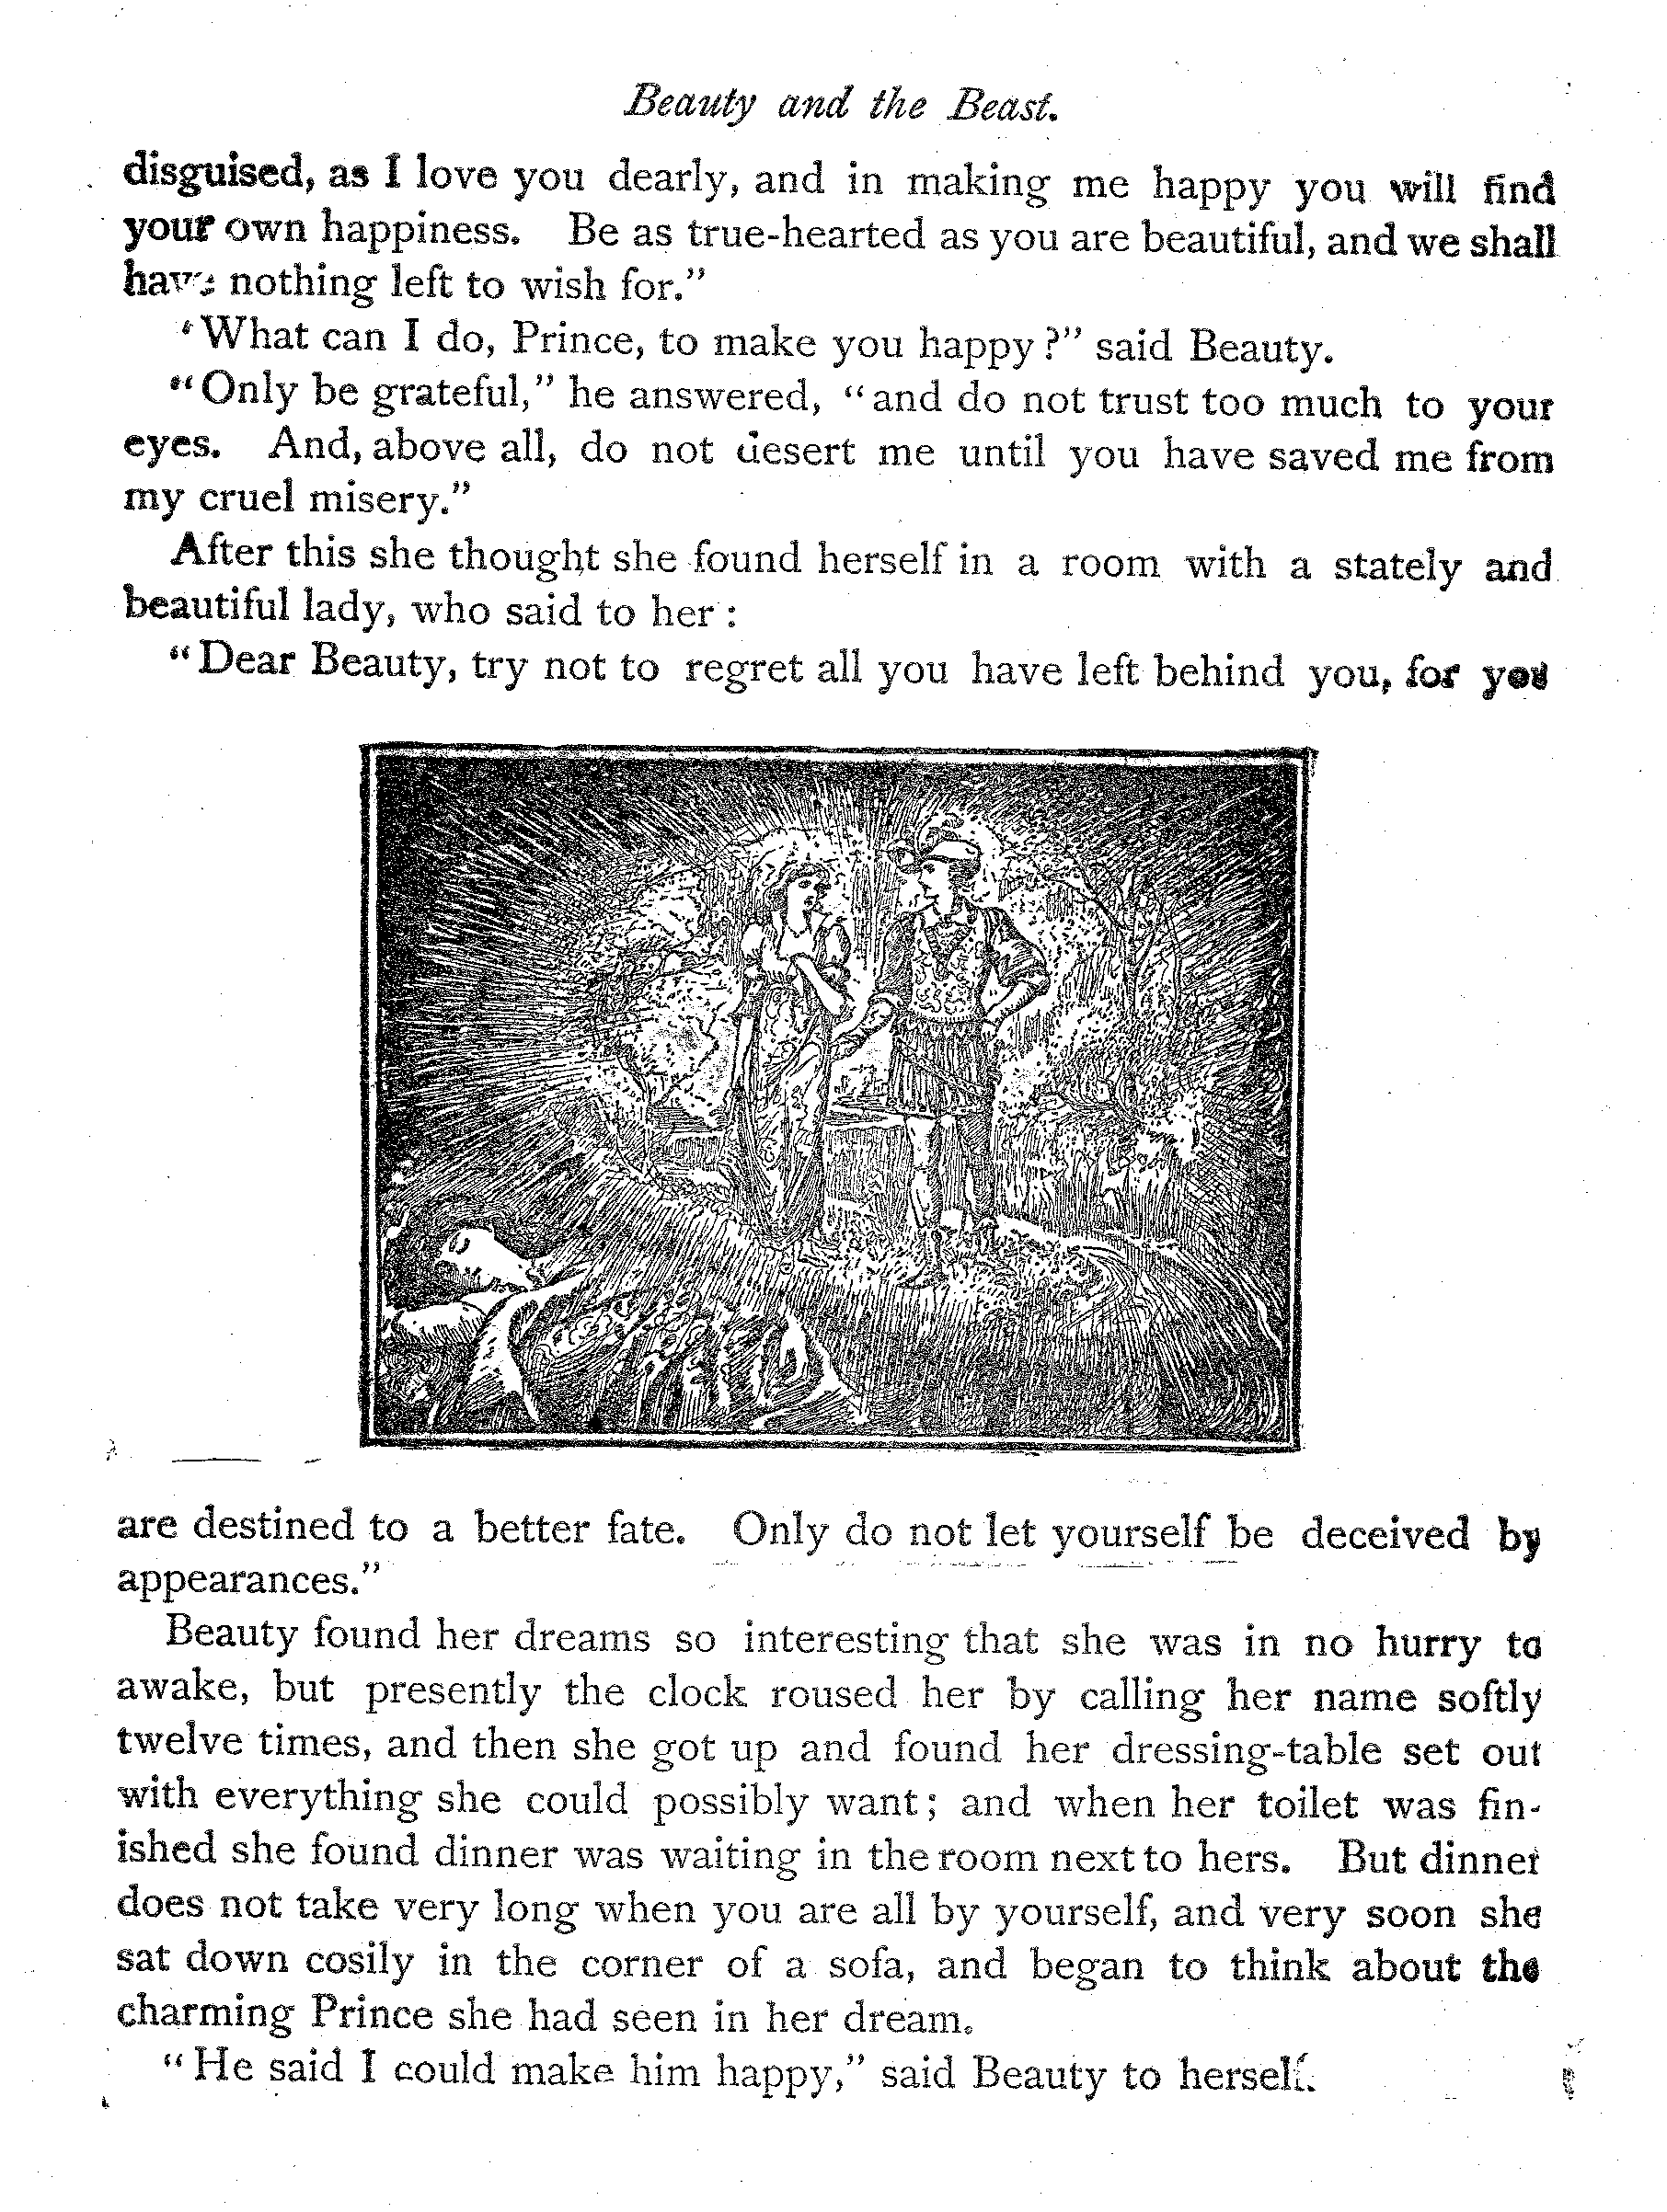 Beauty and the Beast.
disguised, as I love you dearly, and in making me happy you will find
your own happiness. Be as true-hearted as you are beautiful, and we shall
have nothing left to wish for.”
‘What can I do, Prince, to make you happy?” said Beauty.
“Only be grateful,” he answered, “and do not trust too much to your
eyes. And, above all, do not desert me until you have saved me from
my cruel misery.”
After this she thought she found herself in a room with a stately and
beautiful lady, who said to her:
“Dear Beauty, try not to regret all you have left behind you, for you
are destined to a better fate. Only do not let yourself be deceived by
appearances.”
Beauty found her dreams so interesting that she was in no hurry to
awake, but presently the clock roused her by calling her name softly
twelve times, and then she got up and found her dressing-table set out
with everything she could possibly want; and when her toilet was fin-
ished she found dinner was waiting in the room next to hers. But dinner
does not take very long when you are all by yourself, and very soon she
sat down cosily in the corner of a sofa, and began to think about the
charming Prince she had seen in her dream.
“He said I could make him happy,” said Beauty to herself.